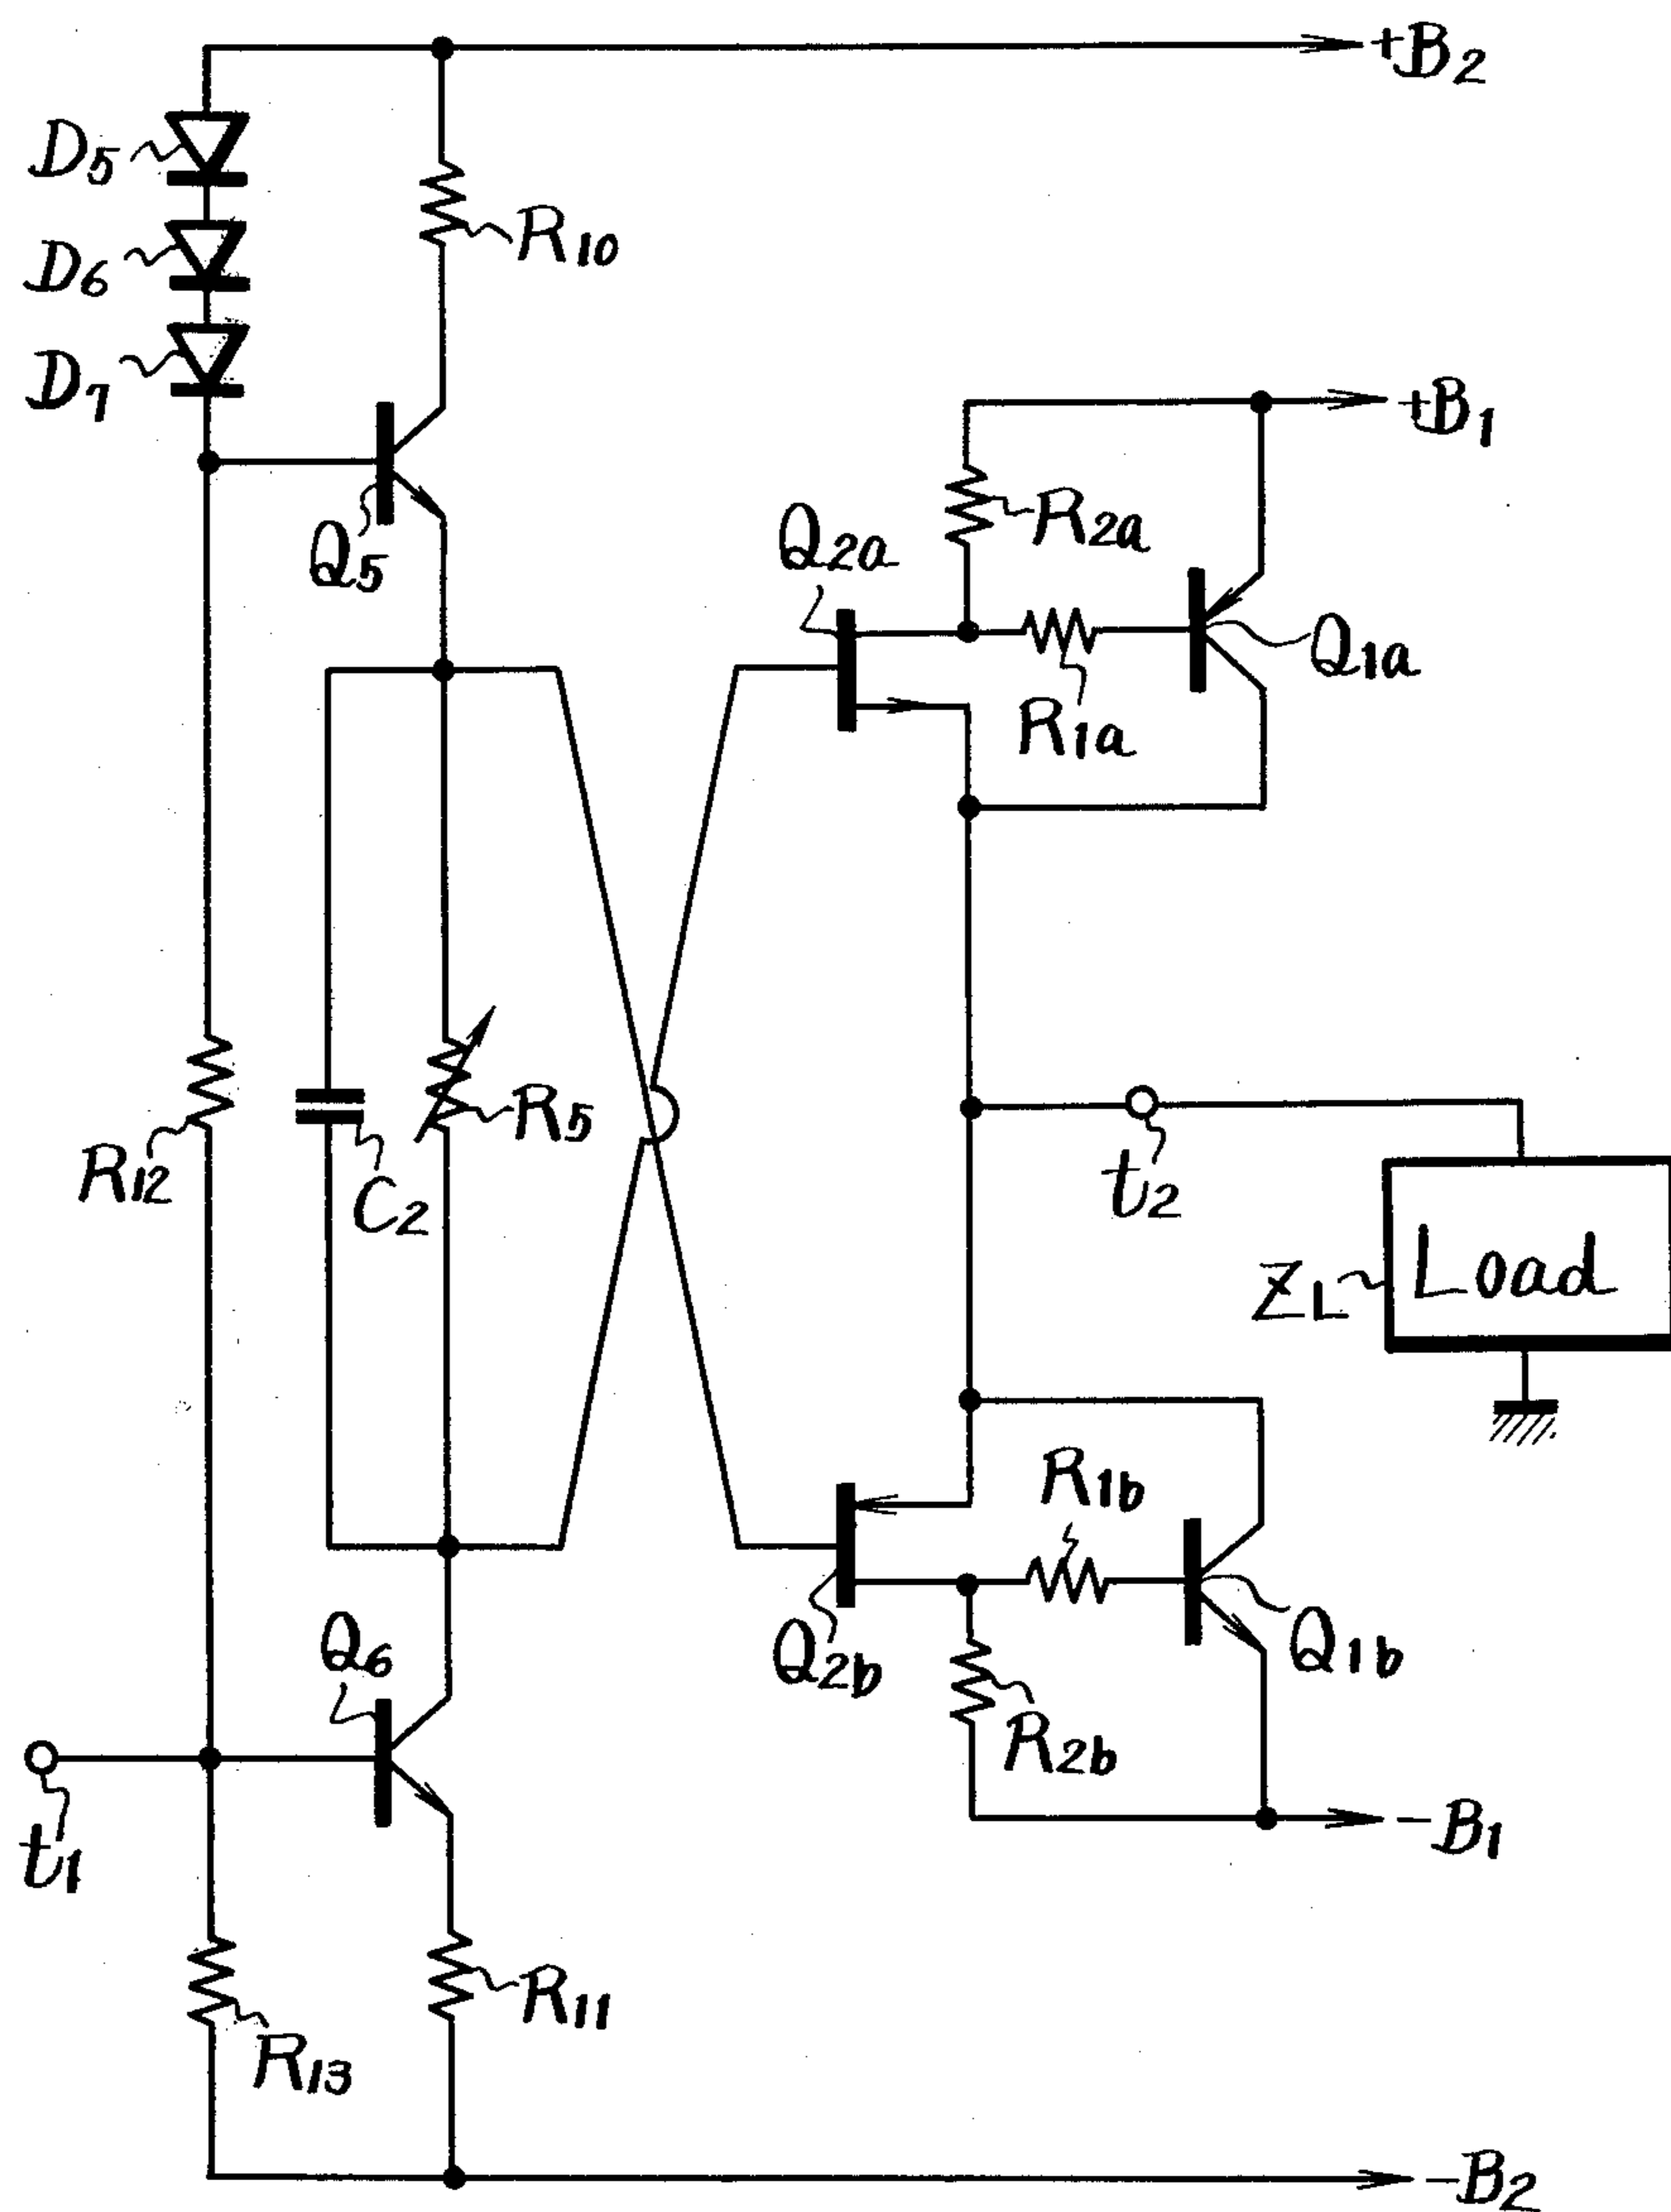 +B2
D5
R10
D6
D7
+B1
R2a
Q2a
Q5
Q1a
R1a
R5
R12
C2
t2
ZL
Load
R1b
Q6
Q2b
Q1b
R2b
t1
-B1
R11
R13
-B2